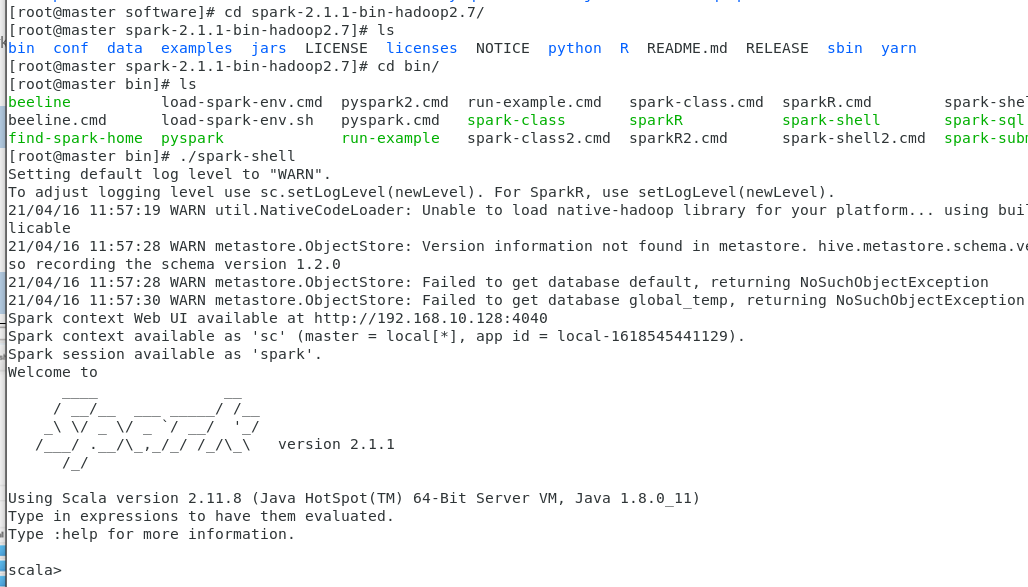 [root@master software]# cd spark-2.1.1-bin-hadoop2.7/
[root@master spark-2.1.1-bin-hadoop2.7]# ls
bin  conf  data  examples  jars  LICENSE  licenses  NOTICE  python  R  README.md  RELEASE  sbin  yarn
[root@master spark-2.1.1-bin-hadoop2.7]# cd bin/
[root@master bin]# ls
beeline          load-spark-env.cmd  pyspark2.cmd  run-example.cmd   spark-class.cmd  sparkR.cmd        spark-she
beeline.cmd      load-spark-env.sh   pyspark.cmd   spark-class       sparkR           spark-shell       spark-sql
find-spark-home  pyspark             run-example   spark-class2.cmd  sparkR2.cmd      spark-shell2.cmd  spark-sub
[root@master bin]# ./spark-shell
Setting default log level to "WARN".
To adjust logging level use sc.setLogLevel(newLevel). For SparkR, use setLogLevel(newLevel).
21/04/16 11:57:19 WARN util.NativeCodeLoader: Unable to load native-hadoop library for your platform... using bui
licable
21/04/16 11:57:28 WARN metastore.ObjectStore: Version information not found in metastore. hive.metastore.schema.ve
so recording the schema version 1.2.0
21/04/16 11:57:28 WARN metastore.ObjectStore: Failed to get database default, returning NoSuchObjectException
21/04/16 11:57:30 WARN metastore.ObjectStore: Failed to get database global_temp, returning NoSuchObjectException
Spark context Web UI available at http://192.168.10.128:4040
Spark context available as 'sc' (master = local[*], app id = local-1618545441129).
Spark session available as 'spark'.
Welcome to
      ____              __
     / __/__  ___ _____/ /__
    _\ \/ _ \/ _ `/ __/  '_/
   /___/ .__/\_,_/_/ /_/\_\   version 2.1.1
      /_/
Using Scala version 2.11.8 (Java HotSpot(TM) 64-Bit Server VM, Java 1.8.0_11)
Type in expressions to have them evaluated.
Type :help for more information.
scala>